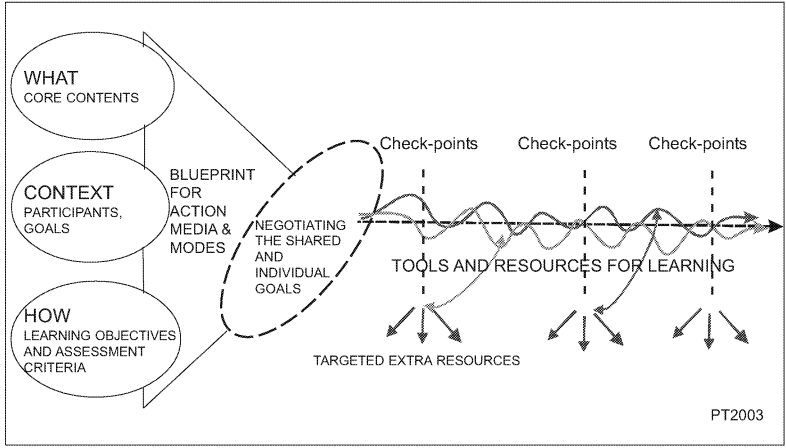 WHAT
CORE CONTENTS
CONTEXT
PARTICIPANTS,
GOALS
HOW
LEARNING OBJECTIVES
AND ASSESSMENT
CRITERIA
BLUEPRINT
FOR
ACTION
MEDIA &
MODES
NEGOTIATING
THE SHARED
AND
INDIVIDUAL
GOALS
Check-points
Check-points
Check-points
TOOLS AND RESOURCES FOR LEARNING
TARGETED EXTRA RESOURCES
PT2003